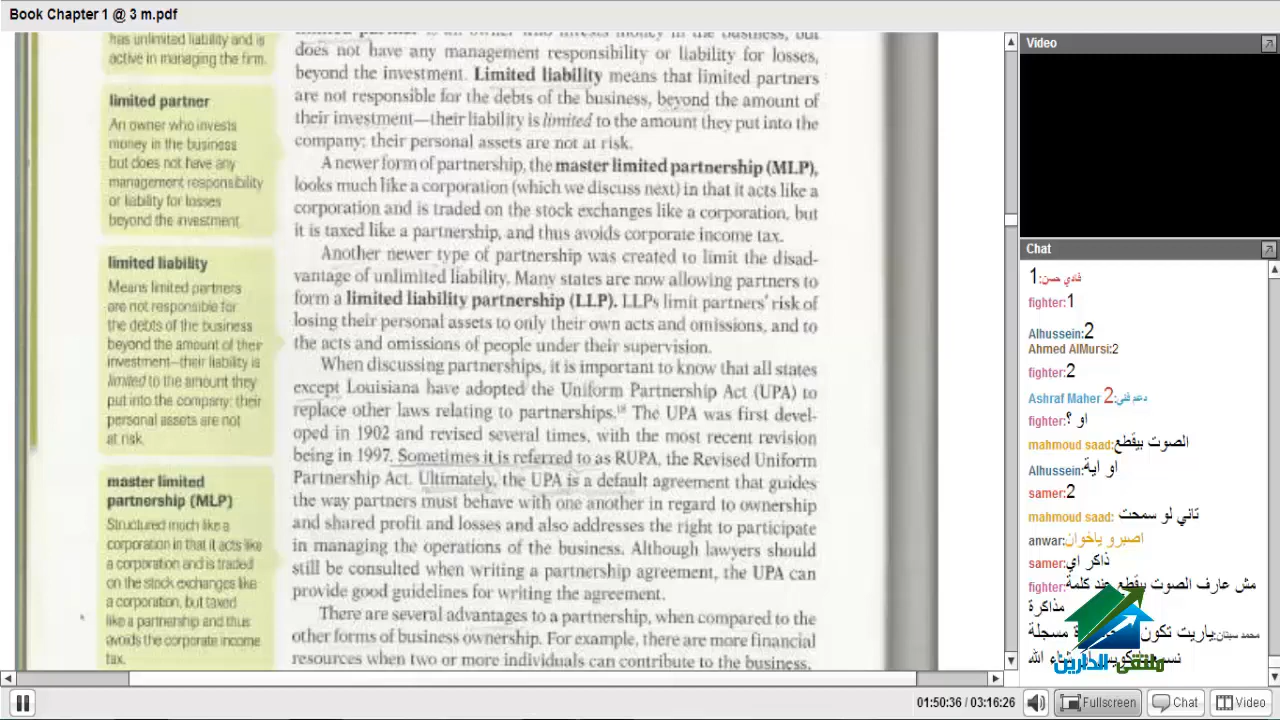 Book Chapter 1 @ 3 m.pdf
has unlimited liability and is
active in managing the firm.
limited partner
An owner who invests
money in the business
but does not have any
management responsibility
or liability for losses
beyond the investment.
limited liability
Means limited partners
are not responsible for
the debts of the business
beyond the amount of their
investment—their liability is
limited to the amount they
put into the company; their
personal assets are not
at risk.
master limited
partnership (MLP)
Structured much like a
corporation in that it acts like
a corporation and is traded
on the stock exchanges like
a corporation, but taxed
like a partnership and thus
avoids the corporate income
tax.
limited partner is an owner who invests money in the business, but
does not have any management responsibility or liability for losses,
beyond the investment. Limited liability means that limited partners
are not responsible for the debts of the business, beyond the amount of
their investment—their liability is limited to the amount they put into the
company; their personal assets are not at risk.
A newer form of partnership, the master limited partnership (MLP),
looks much like a corporation (which we discuss next) in that it acts like a
corporation and is traded on the stock exchanges like a corporation, but
it is taxed like a partnership, and thus avoids corporate income tax.
Another newer type of partnership was created to limit the disad-
vantage of unlimited liability. Many states are now allowing partners to
form a limited liability partnership (LLP). LLPs limit partners' risk of
losing their personal assets to only their own acts and omissions, and to
the acts and omissions of people under their supervision.
When discussing partnerships, it is important to know that all states
except Louisiana have adopted the Uniform Partnership Act (UPA) to
replace other laws relating to partnerships. The UPA was first devel-
oped in 1902 and revised several times, with the most recent revision
being in 1997. Sometimes it is referred to as RUPA, the Revised Uniform
Partnership Act. Ultimately, the UPA is a default agreement that guides
the way partners must behave with one another in regard to ownership
and shared profit and losses and also addresses the right to participate
in managing the operations of the business. Although lawyers should
still be consulted when writing a partnership agreement, the UPA can
provide good guidelines for writing the agreement.
There are several advantages to a partnership, when compared to the
other forms of business ownership. For example, there are more financial
resources when two or more individuals can contribute to the business.
Video
Chat
فادي حسن:1
fighter:1
Alhussein:2
Ahmed AlMursi:2
fighter:2
Ashraf Maher دعم فني:2
fighter:او ؟
mahmoud saad:الصوت بيقطع
Alhussein:او اية
samer:2
mahmoud saad:تاني لو سمحت
anwar:اصبرو ياخوان
samer:ذاكر اي
fighter:مثل عارف الصوت بيقطع عند كلمة
مذاكرة
ياريت تكون مسجلة
ملتقى الدارين
01:50:36 / 03:16:26
Fullscreen
Chat
Video